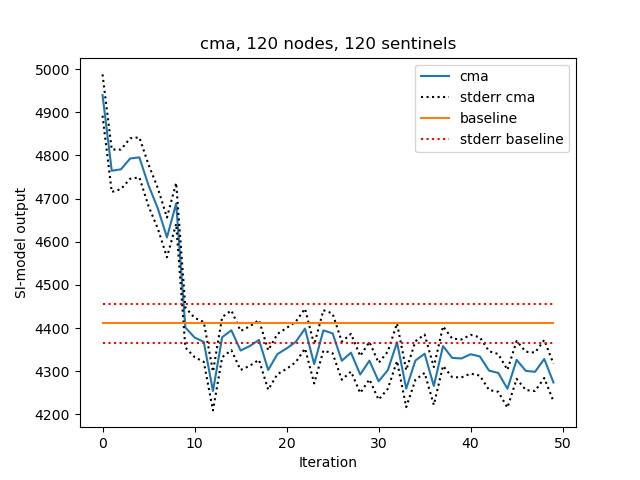 cma, 120 nodes, 120 sentinels
5000
4900
4800
4700
4600
4500
4400
4300
4200
SI-model output
cma
stderr cma
baseline
stderr baseline
0 10 20 30 40 50
Iteration